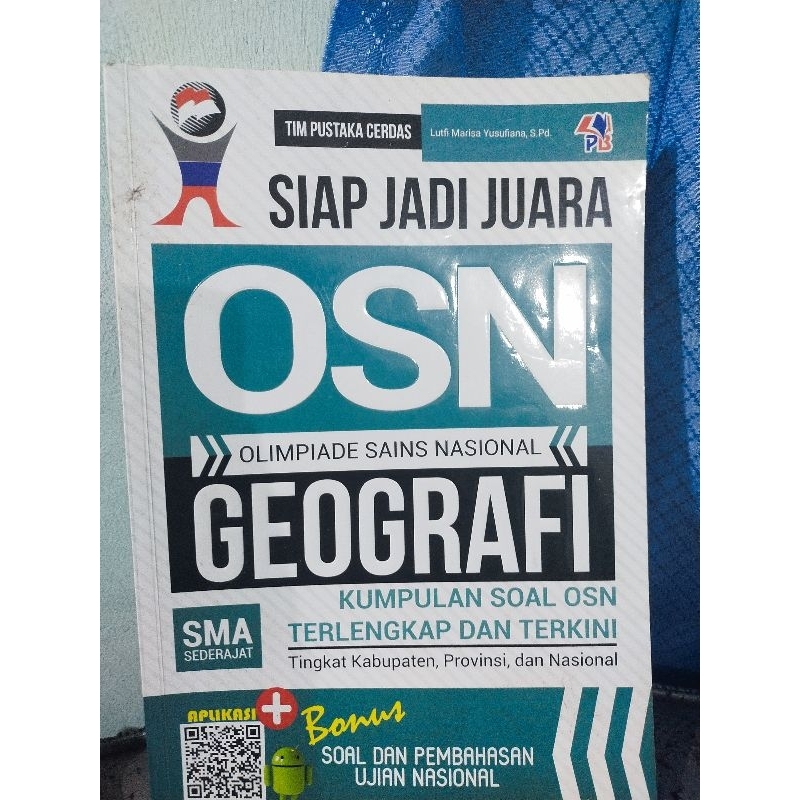 TIM PUSTAKA CERDAS
Lutfi Marisa Yusufiana, S.Pd.
PB
SIAP JADI JUARA
OSN
OLIMPIADE SAINS NASIONAL
GEOGRAFI
KUMPULAN SOAL OSN
TERLENGKAP DAN TERKINI
SMA
SEDERAJAT
Tingkat Kabupaten, Provinsi, dan Nasional
APLIKASI
Bonus
SOAL DAN PEMBAHASAN
UJIAN NASIONAL